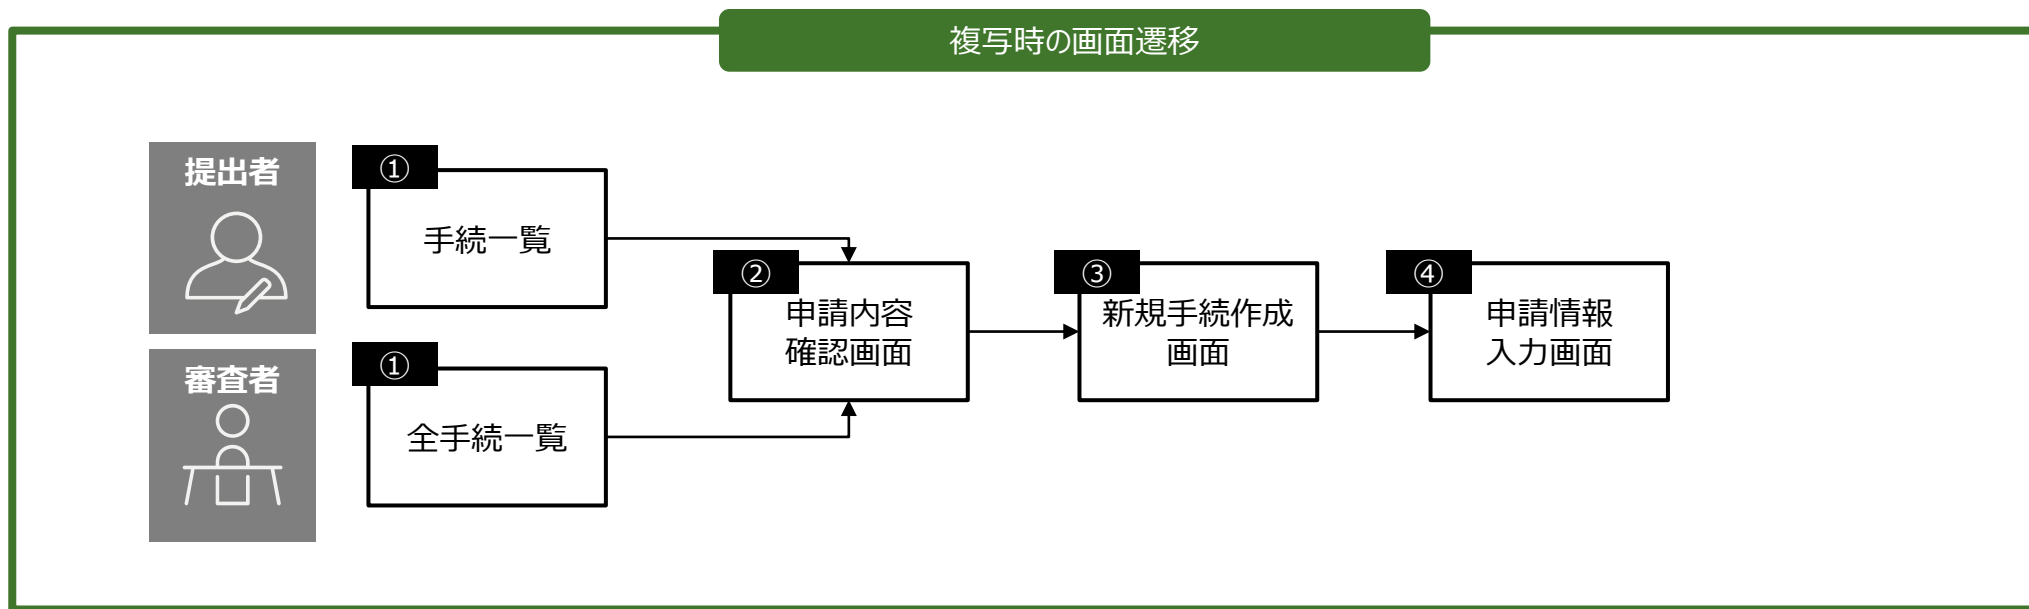 複写時の画面遷移
提出者
①
手続一覧
審査者
①
全手続一覧
②
申請内容
確認画面
③
新規手続作成
画面
④
申請情報
入力画面